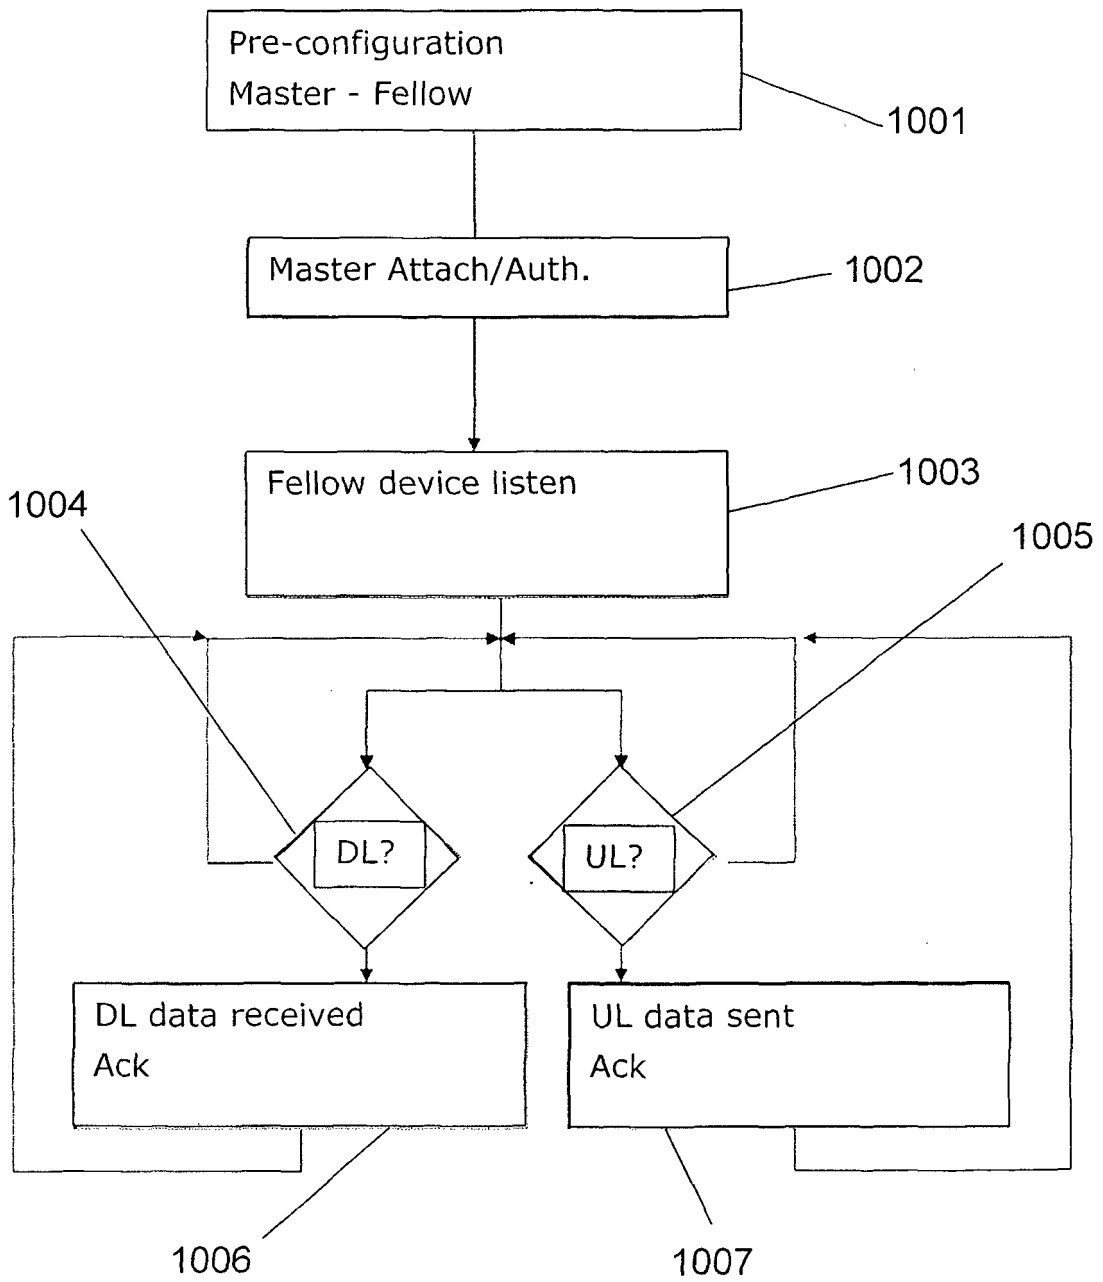 Pre-configuration
Master - Fellow
1001
Master Attach/Auth.
1002
Fellow device listen
1003
1004
1005
DL?
UL?
DL data received
Ack
UL data sent
Ack
1006
1007